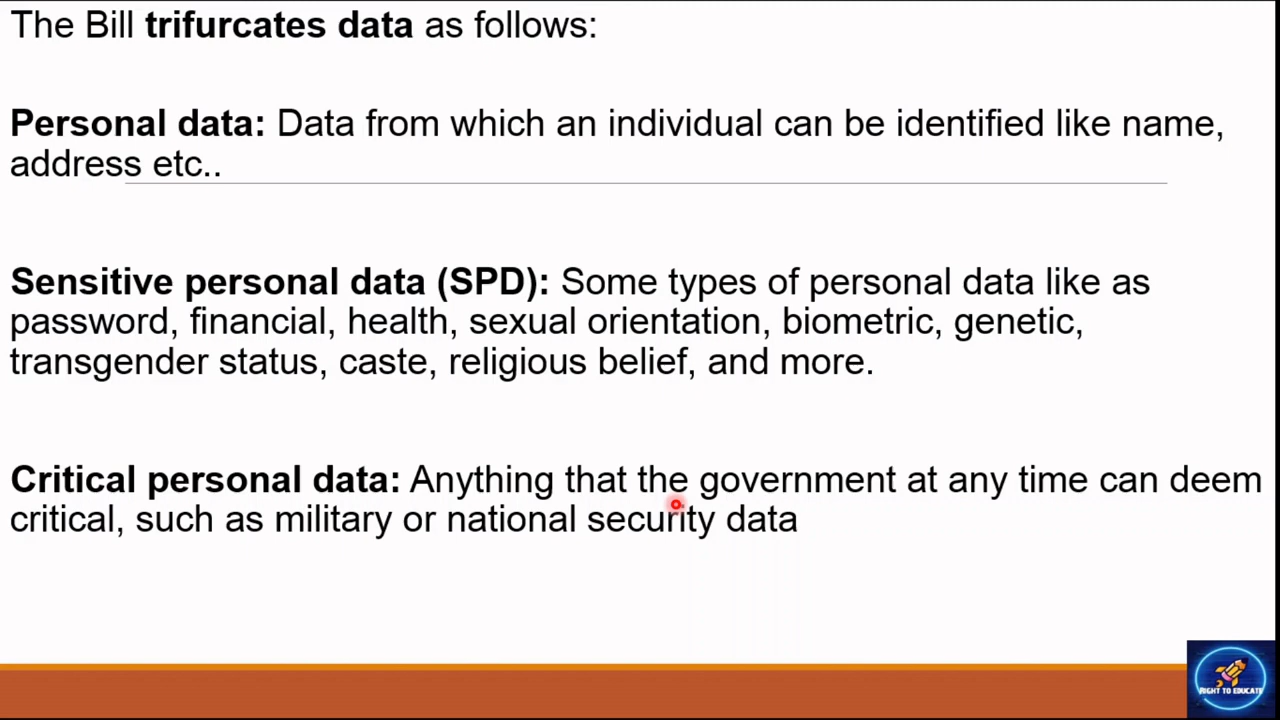 The Bill trifurcates data as follows:
Personal data: Data from which an individual can be identified like name,
address etc..
Sensitive personal data (SPD): Some types of personal data like as
password, financial, health, sexual orientation, biometric, genetic,
transgender status, caste, religious belief, and more.
Critical personal data: Anything that the government at any time can deem
critical, such as military or national security data
RIGHT TO EDUCATE